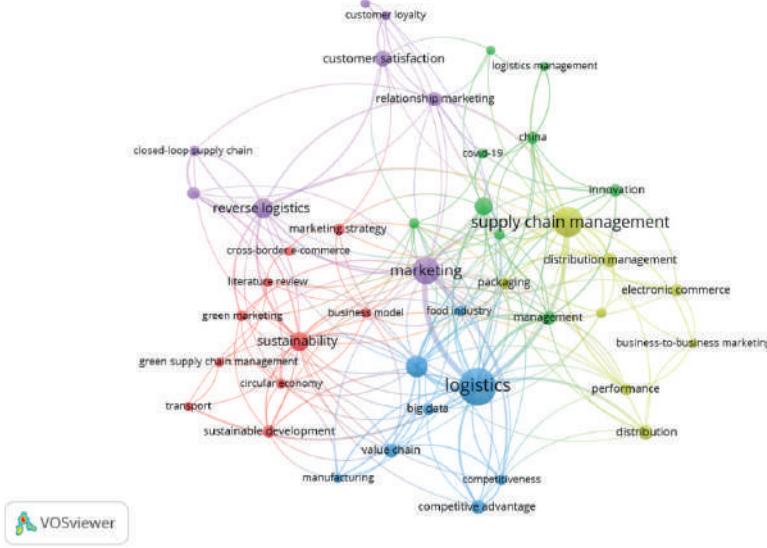 customer loyalty
customer satisfaction
logistics management
relationship marketing
china
closed-loop supply chain
covid-19
innovation
reverse logistics
supply chain management
marketing strategy
cross-border e-commerce
distribution management
marketing
literature review
packaging
electronic commerce
green marketing
business model
food industry
management
sustainability
business-to-business marketing
green supply chain management
circular economy
logistics
performance
transport
big data
sustainable development
distribution
value chain
manufacturing
competitiveness
competitive advantage
VOSviewer